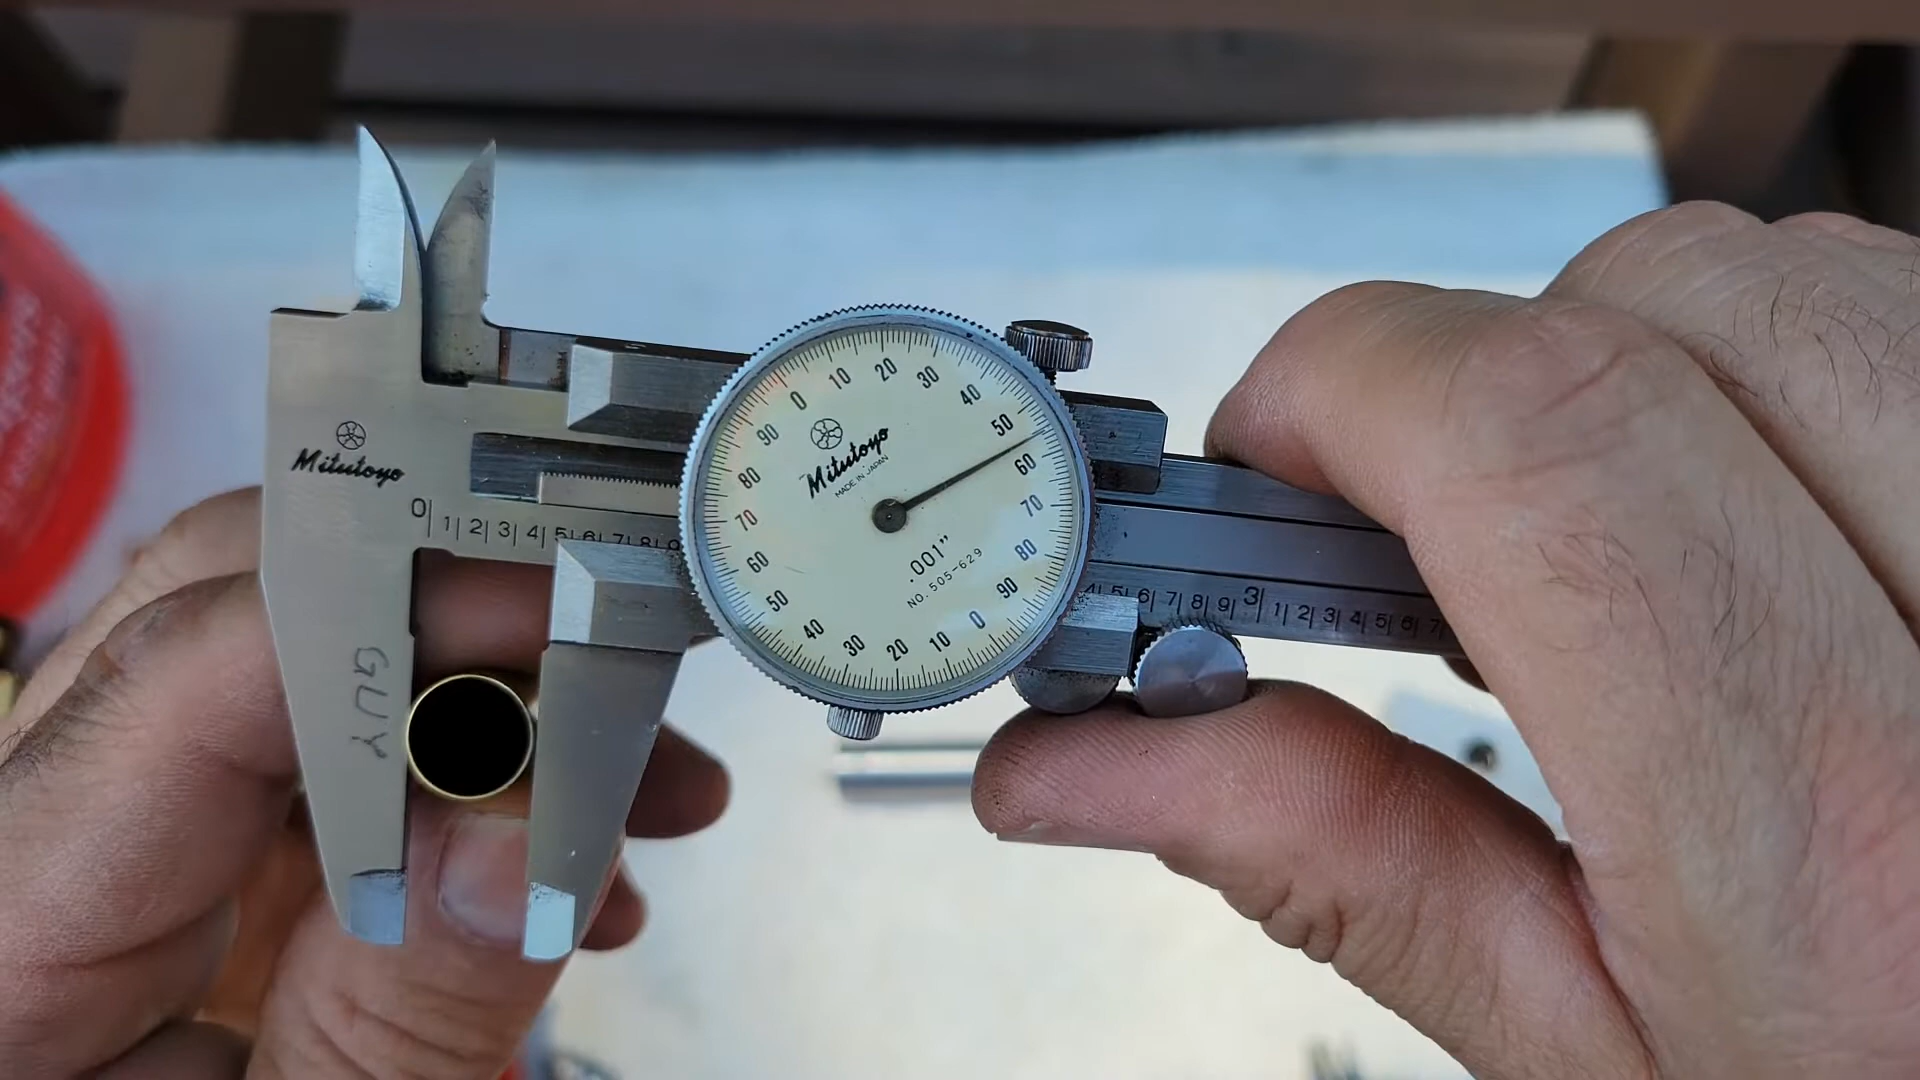 Mitutoyo
GUY
0 1 2 3 4 5 6 7 8 9
0 10 20 30 40 50 60 70 80 90 0 10 20 30 40 50 60 70 80 90
Mitutoyo
MADE IN JAPAN
.001"
NO. 505-629
4 5 6 7 8 9 3 1 2 3 4 5 6 7